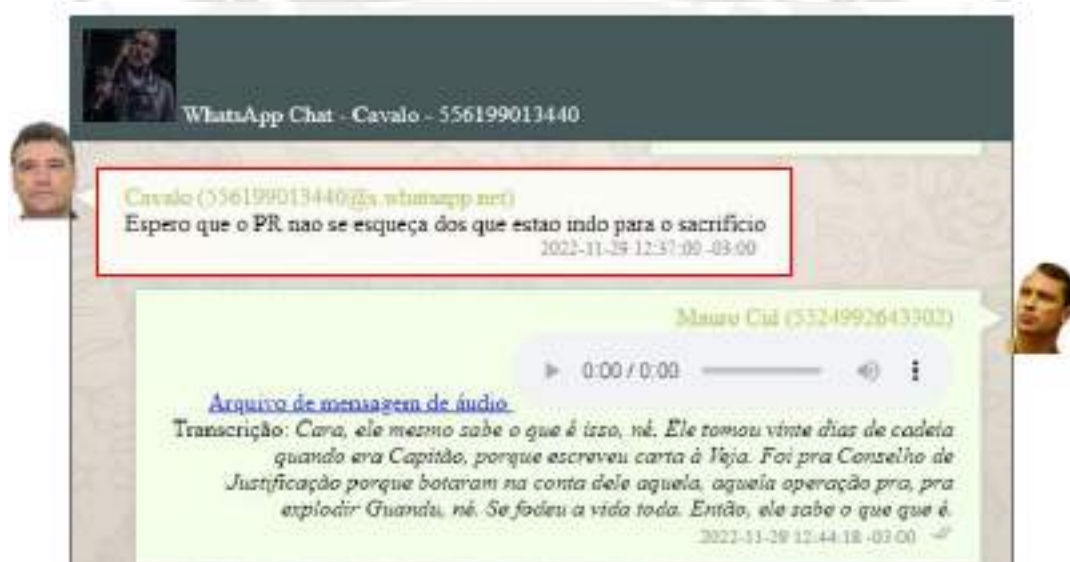 WhatsApp Chat - Cavalo - 556199013440
Cavalo (556199013440@s.whatsapp.net)
Espero que o PR nao se esqueça dos que estao indo para o sacrificio
2022-11-29 12:37:00 -03:00
Mauro Cid (5524992643302)
0:00 / 0:00
Arquivo de mensagem de áudio
Transcrição: Cara, ele mesmo sabe o que é isso, né. Ele tomou vinte dias de cadeia
quando era Capitão, porque escreveu carta à Veja. Foi pra Conselho de
Justificação porque botaram na conta dele aquela, aquela operação pra, pra
explodir Guandu, né. Se fodeu a vida toda. Então, ele sabe o que que é.
2022-11-29 12:44:18 -03:00